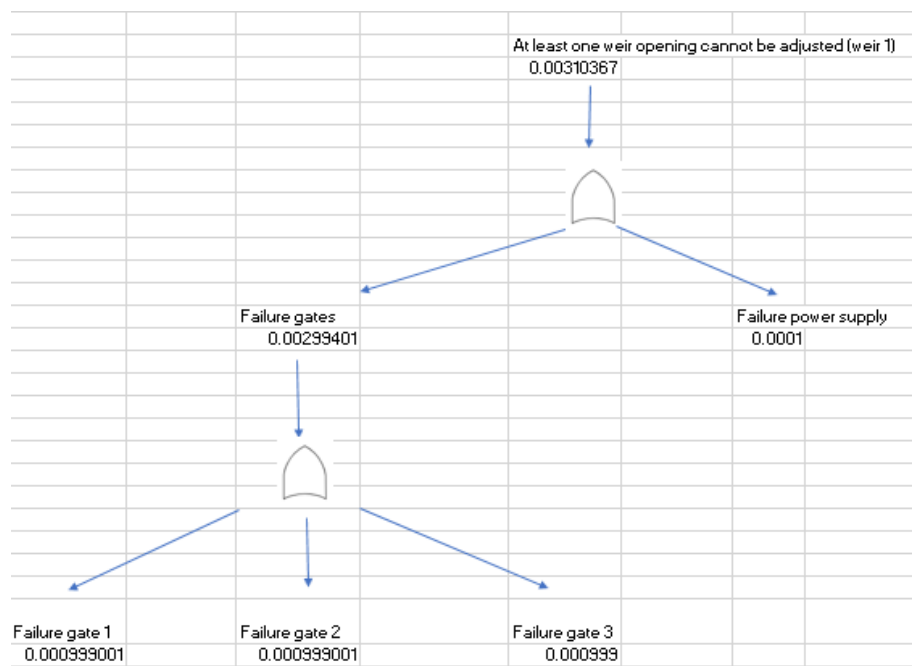 At least one weir opening cannot be adjusted (weir 1)
0.00310367
Failure gates
0.00299401
Failure power supply
0.0001
Failure gate 1
0.000999001
Failure gate 2
0.000999001
Failure gate 3
0.000999